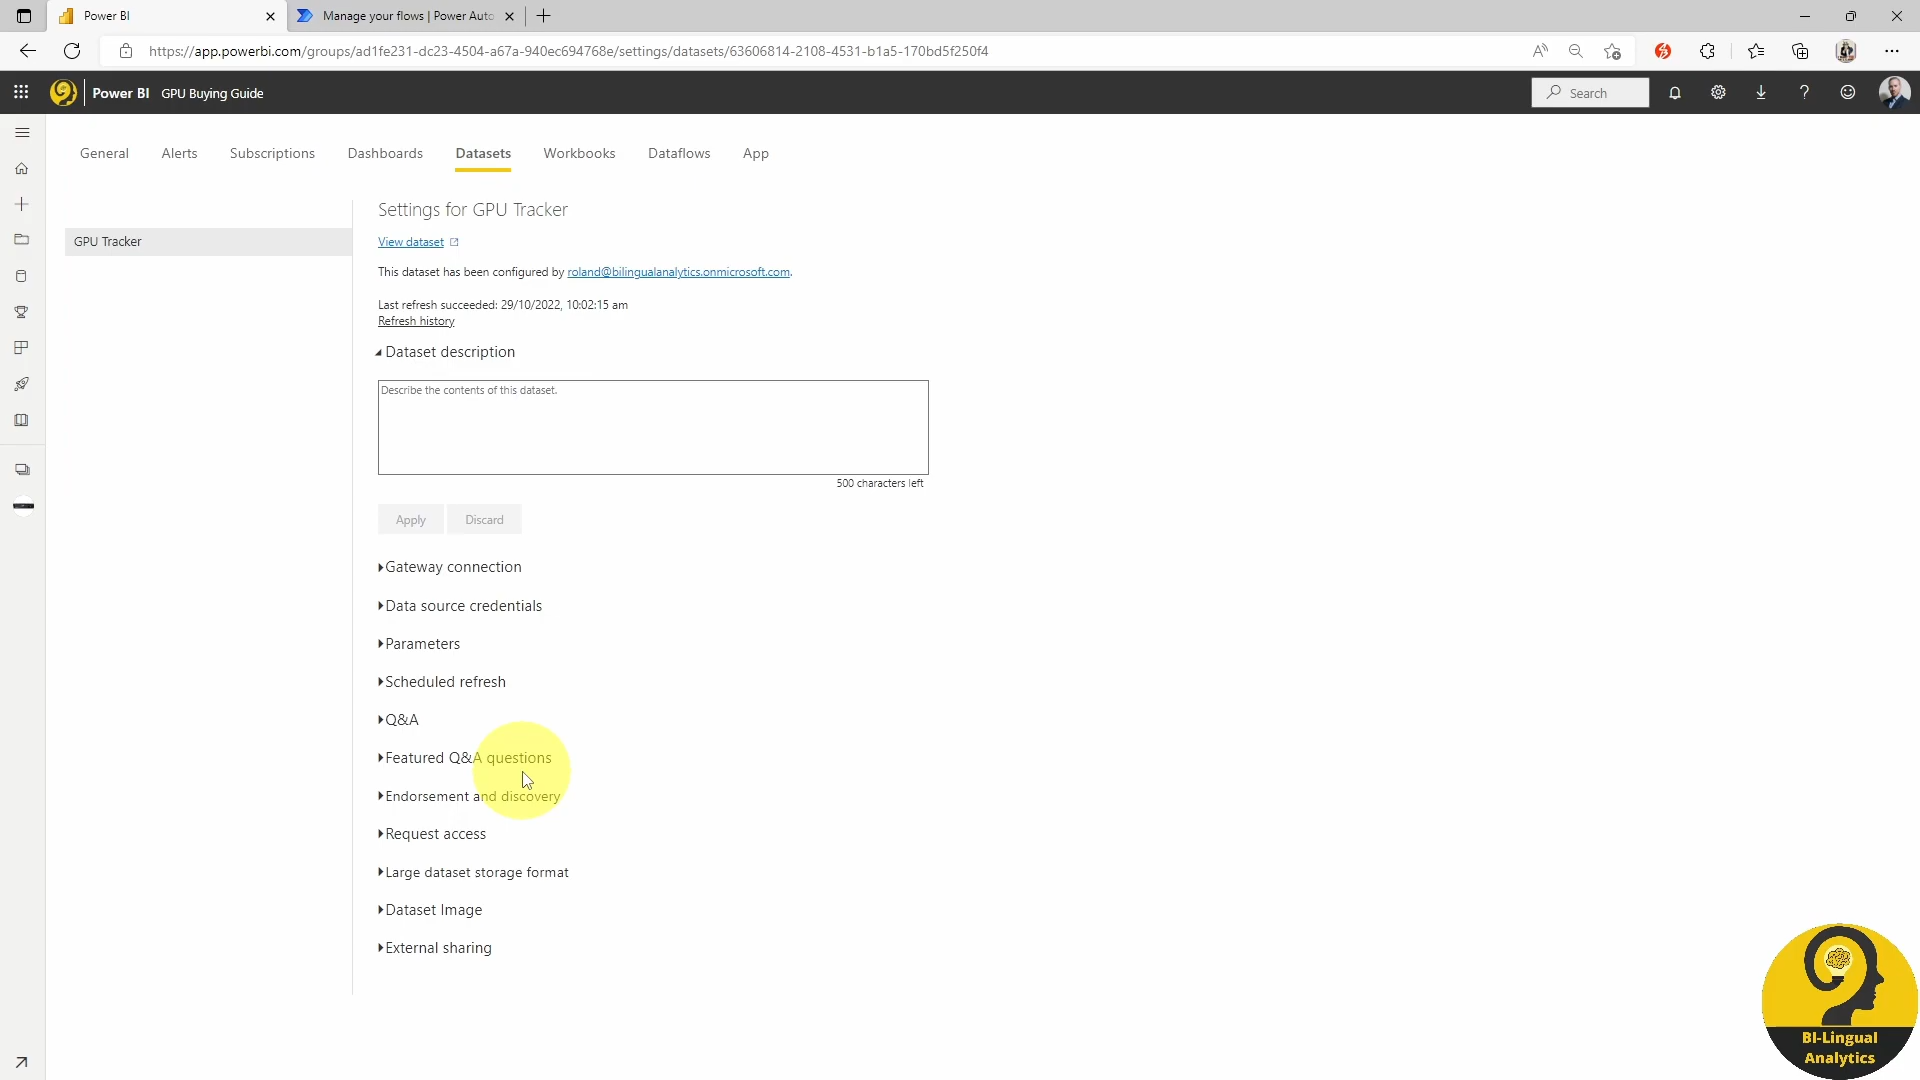 Power BI
Manage your flows | Power Auto
https://app.powerbi.com/groups/ad1fe231-dc23-4504-a67a-940ec694768e/settings/datasets/63606814-2108-4531-b1a5-170bd5f250f4
Power BI GPU Buying Guide
Search
General Alerts Subscriptions Dashboards Datasets Workbooks Dataflows App
GPU Tracker
Settings for GPU Tracker
View dataset
This dataset has been configured by roland@bilingualanalytics.onmicrosoft.com.
Last refresh succeeded: 29/10/2022, 10:02:15 am
Refresh history
Dataset description
Describe the contents of this dataset.
500 characters left
Apply Discard
Gateway connection
Data source credentials
Parameters
Scheduled refresh
Q&A
Featured Q&A questions
Endorsement and discovery
Request access
Large dataset storage format
Dataset Image
External sharing
BI-Lingual
Analytics